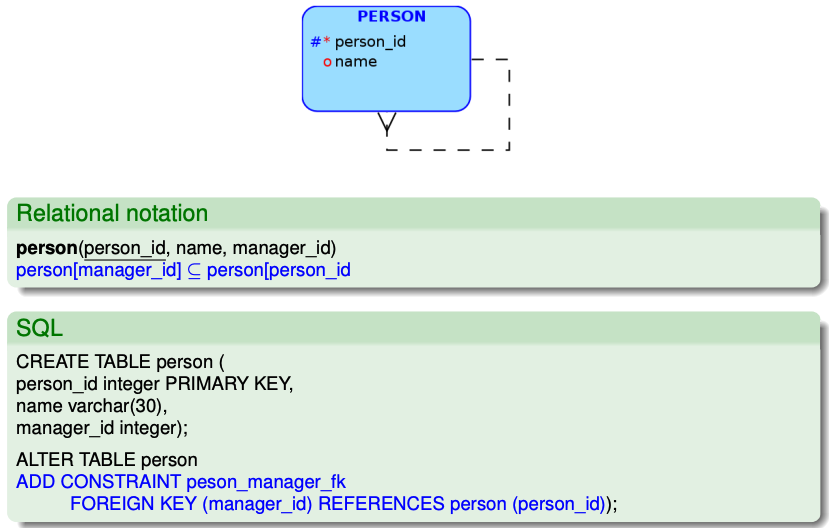 PERSON
#* person_id
o name
Relational notation
person(person_id, name, manager_id)
person[manager_id] ⊆ person[person_id
SQL
CREATE TABLE person (
person_id integer PRIMARY KEY,
name varchar(30),
manager_id integer);
ALTER TABLE person
ADD CONSTRAINT peson_manager_fk
FOREIGN KEY (manager_id) REFERENCES person (person_id));